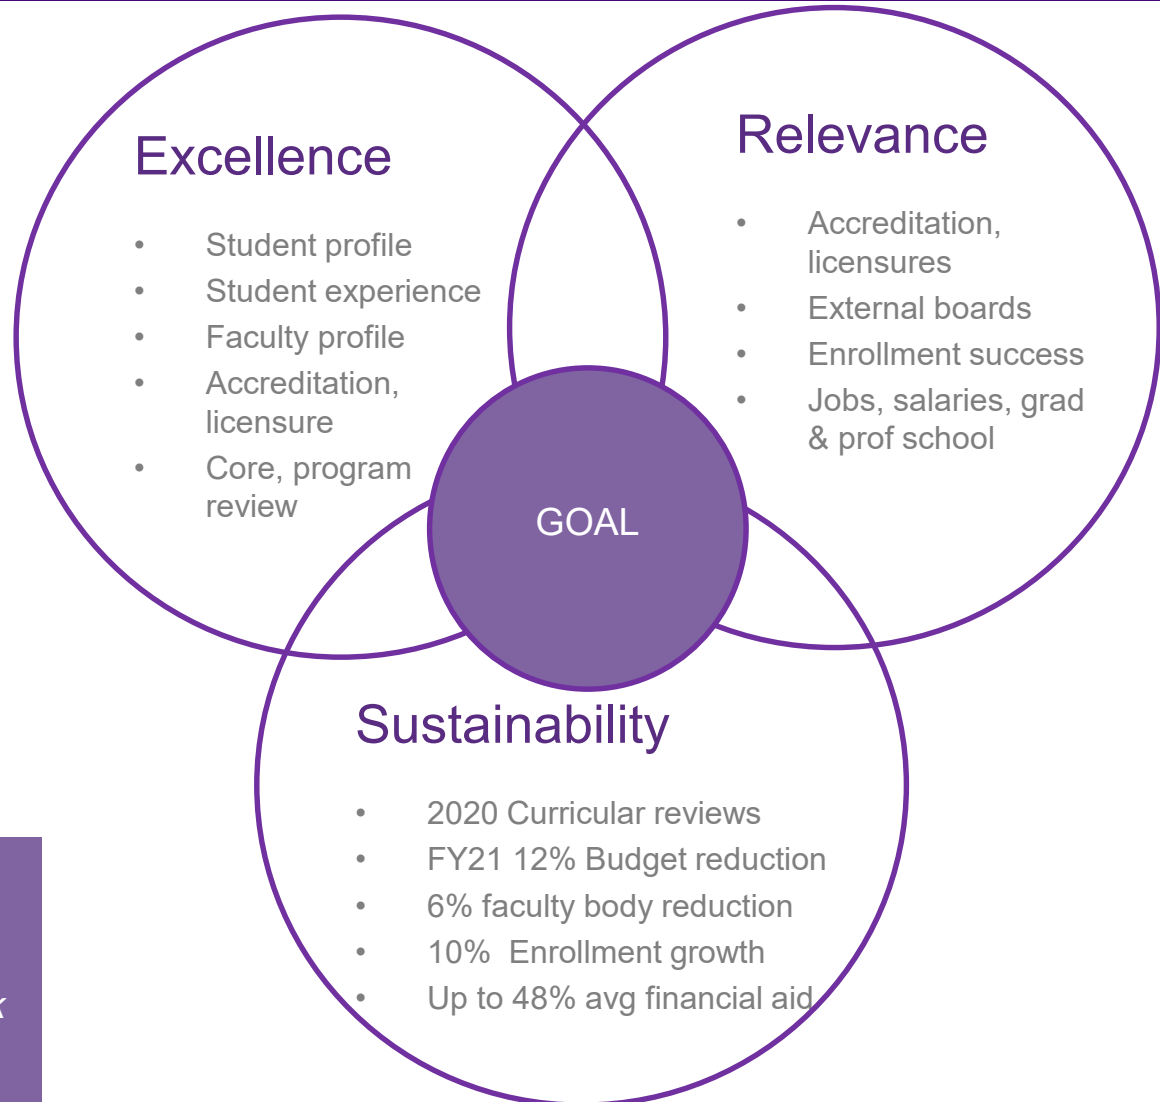 Excellence
• Student profile
• Student experience
• Faculty profile
• Accreditation,
licensure
• Core, program
review
Relevance
• Accreditation,
licensures
• External boards
• Enrollment success
• Jobs, salaries, grad
& prof school
GOAL
Sustainability
• 2020 Curricular reviews
• FY21 12% Budget reduction
• 6% faculty body reduction
• 10%  Enrollment growth
• Up to 48% avg financial aid